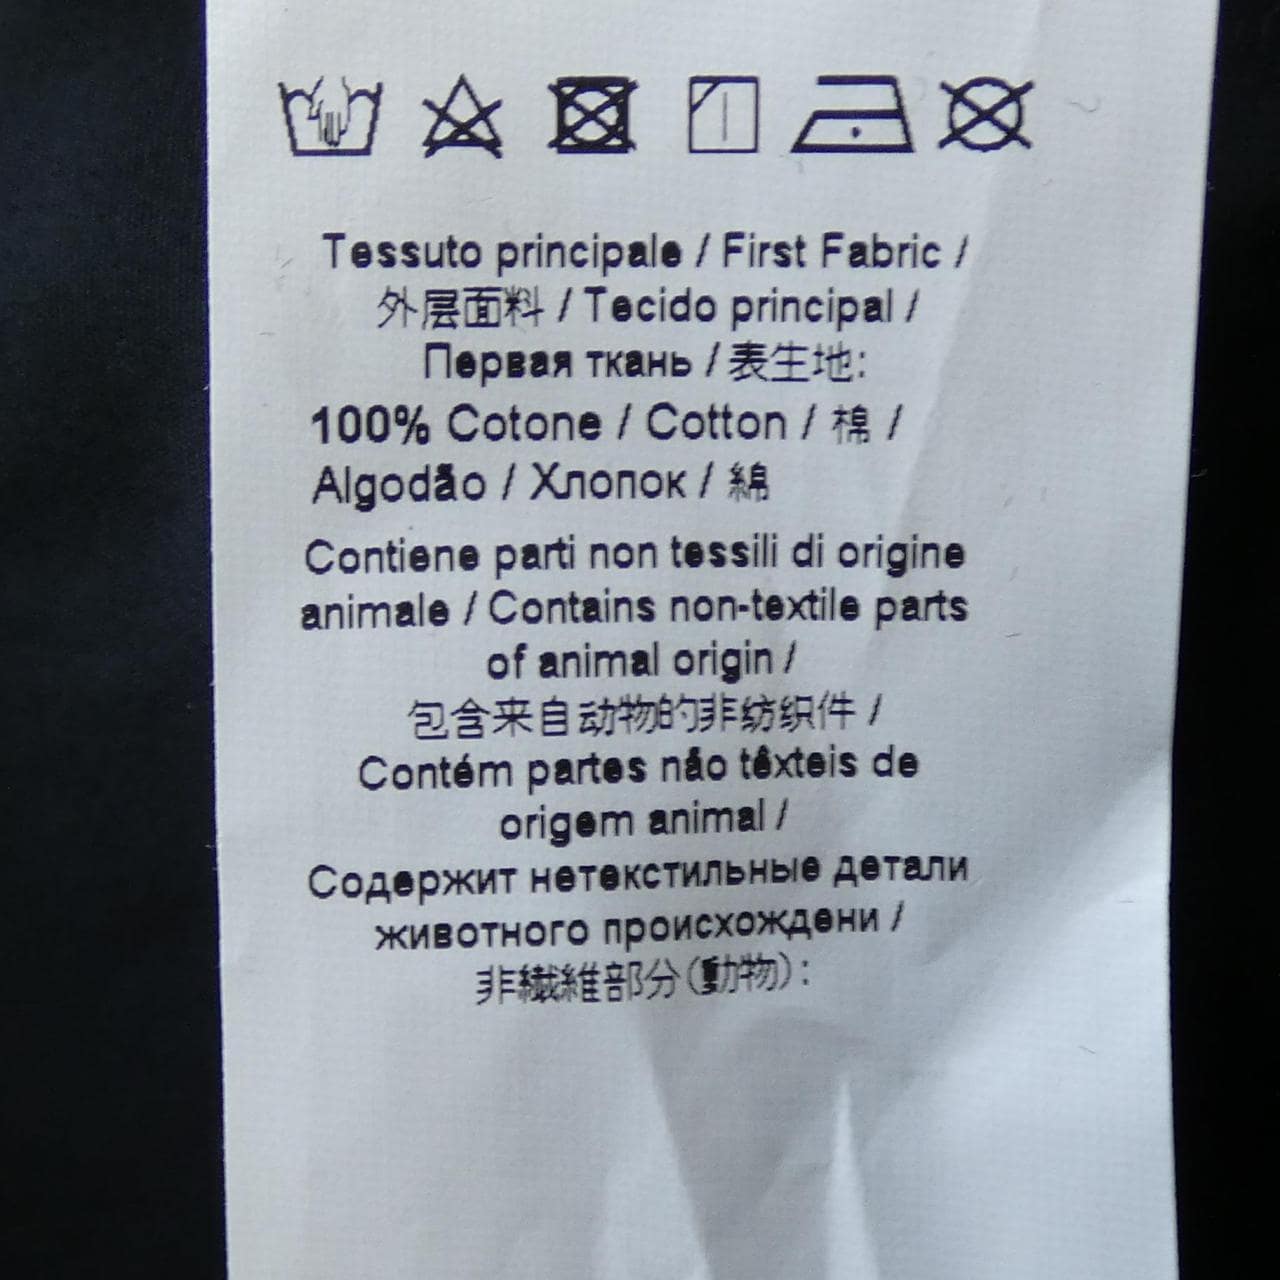 Tessuto principale / First Fabric /
外层面料 / Tecido principal /
Первая ткань / 表生地:
100% Cotone / Cotton / 棉 /
Algodão / Хлопок / 綿
Contiene parti non tessili di origine
animale / Contains non-textile parts
of animal origin /
包含来自动物的非纺织件 /
Contém partes não têxteis de
origem animal /
Содержит нетекстильные детали
животного происхождени /
非繊維部分(動物):